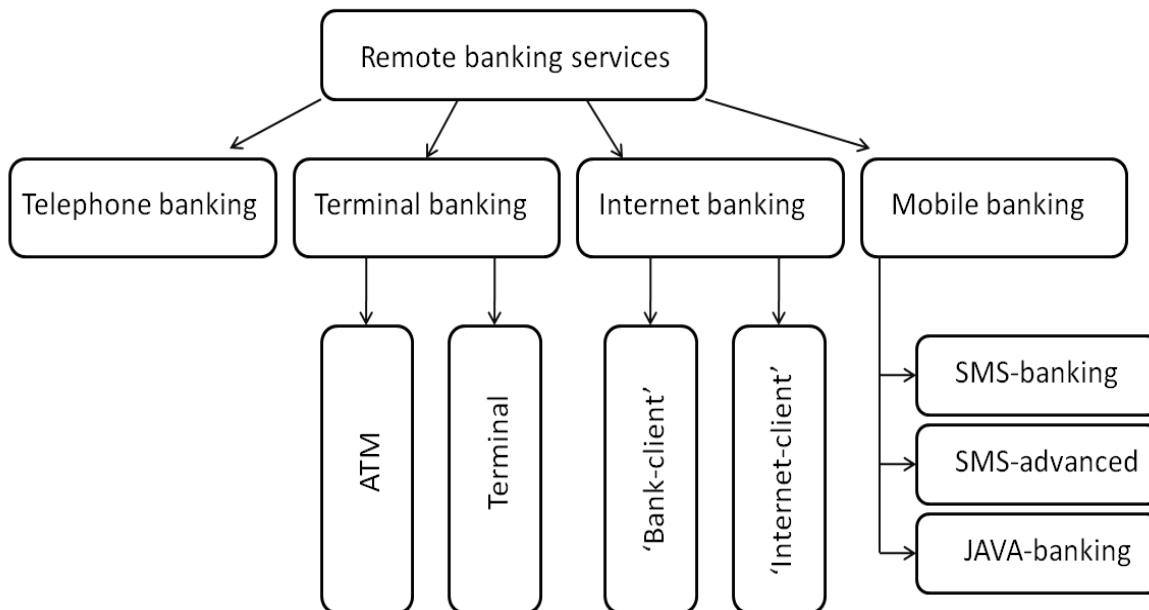 Remote banking services
Telephone banking
Terminal banking
Internet banking
Mobile banking
ATM
Terminal
‘Bank-client’
‘Internet-client’
SMS-banking
SMS-advanced
JAVA-banking